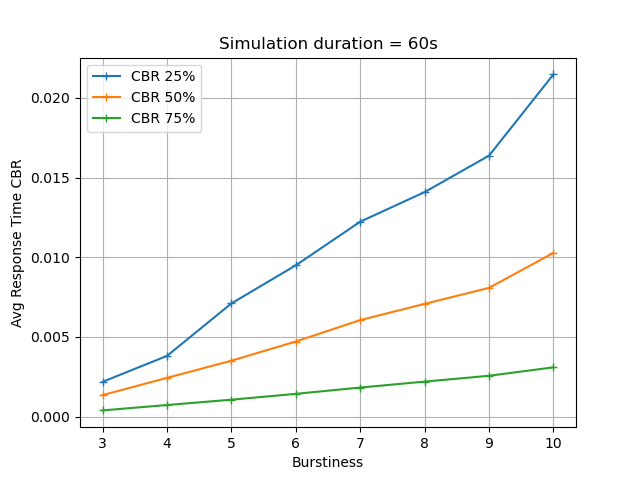 Simulation duration = 60s
CBR 25%
CBR 50%
CBR 75%
Avg Response Time CBR
0.020
0.015
0.010
0.005
0.000
3 4 5 6 7 8 9 10
Burstiness